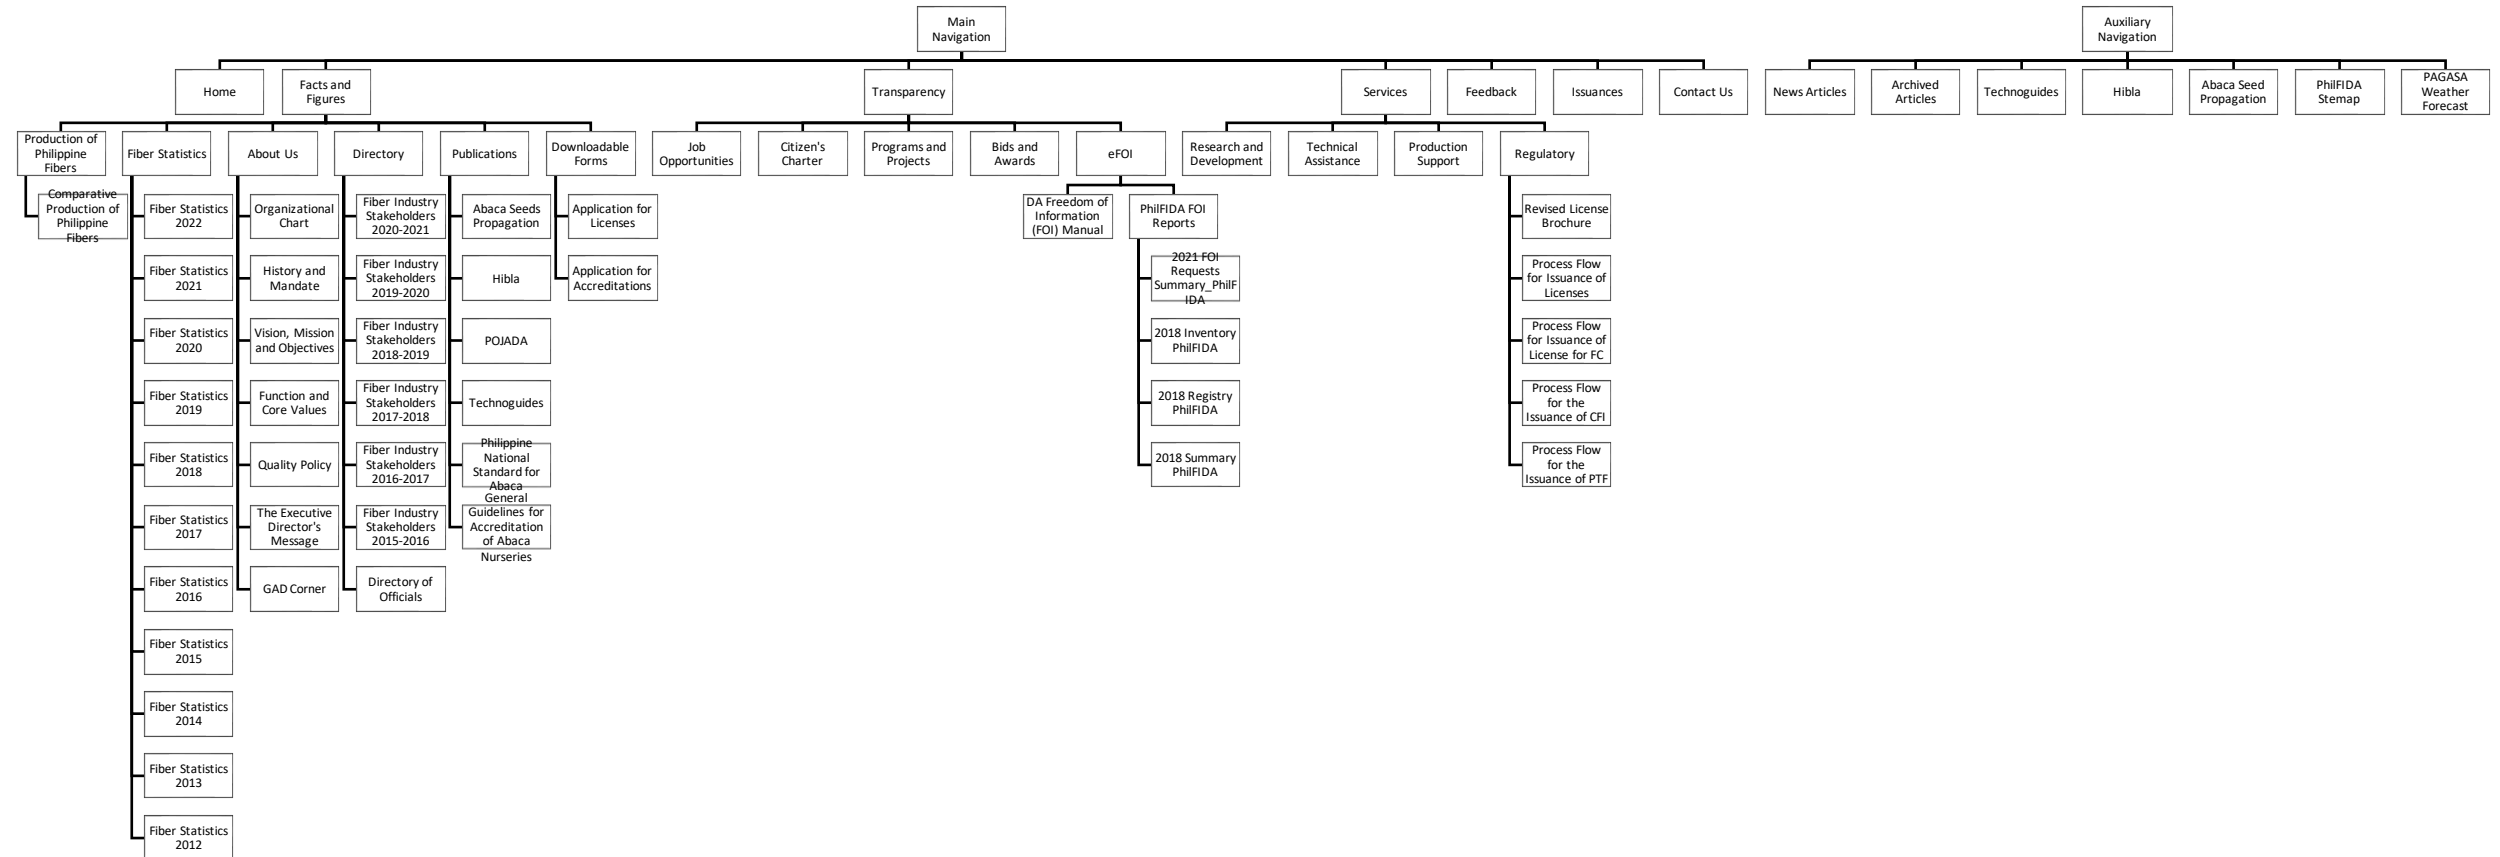 Main
Navigation
Auxiliary
Navigation
Home
Facts and
Figures
Transparency
Services
Feedback
Issuances
Contact Us
News Articles
Archived
Articles
Technoguides
Hibla
Abaca Seed
Propagation
PhilFIDA
Stemap
PAGASA
Weather
Forecast
Production of
Philippine
Fibers
Fiber Statistics
About Us
Directory
Publications
Downloadable
Forms
Job
Opportunities
Citizen's
Charter
Programs and
Projects
Bids and
Awards
eFOI
Research and
Development
Technical
Assistance
Production
Support
Regulatory
Comparative
Production of
Philippine
Fibers
Fiber Statistics
2022
Fiber Statistics
2021
Fiber Statistics
2020
Fiber Statistics
2019
Fiber Statistics
2018
Fiber Statistics
2017
Fiber Statistics
2016
Fiber Statistics
2015
Fiber Statistics
2014
Fiber Statistics
2013
Fiber Statistics
2012
Organizational
Chart
History and
Mandate
Vision, Mission
and Objectives
Function and
Core Values
Quality Policy
The Executive
Director's
Message
GAD Corner
Fiber Industry
Stakeholders
2020-2021
Fiber Industry
Stakeholders
2019-2020
Fiber Industry
Stakeholders
2018-2019
Fiber Industry
Stakeholders
2017-2018
Fiber Industry
Stakeholders
2016-2017
Fiber Industry
Stakeholders
2015-2016
Directory of
Officials
Abaca Seeds
Propagation
Hibla
POJADA
Technoguides
Philippine
National
Standard for
Abaca
General
Guidelines for
Accreditation
of Abaca
Nurseries
Application for
Licenses
Application for
Accreditations
DA Freedom of
Information
(FOI) Manual
PhilFIDA FOI
Reports
2021 FOI
Requests
Summary_PhilF
IDA
2018 Inventory
PhilFIDA
2018 Registry
PhilFIDA
2018 Summary
PhilFIDA
Revised License
Brochure
Process Flow
for Issuance of
Licenses
Process Flow
for Issuance of
License for FC
Process Flow
for the
Issuance of CFI
Process Flow
for the
Issuance of PTF